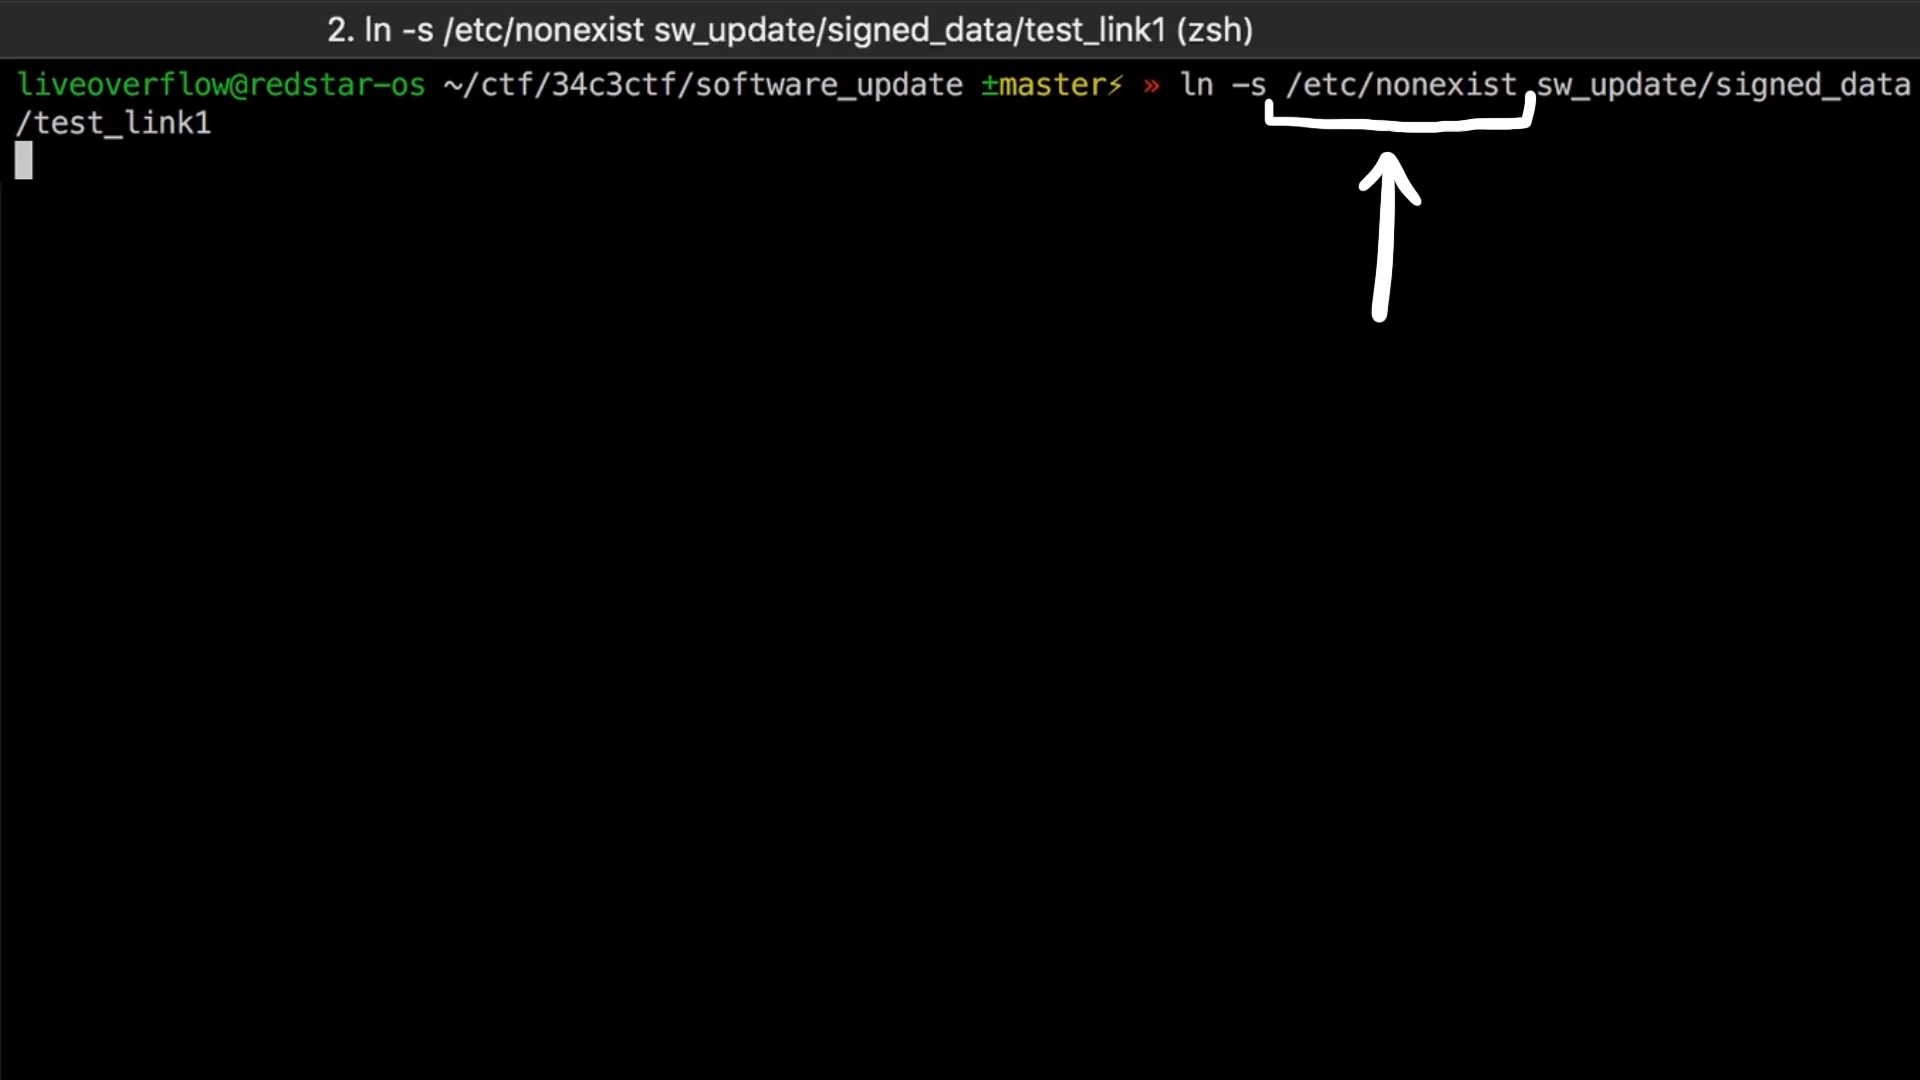 2. ln -s /etc/nonexist sw_update/signed_data/test_link1 (zsh)
liveoverflow@redstar-os ~/ctf/34c3ctf/software_update ±master⚡ » ln -s /etc/nonexist sw_update/signed_data
/test_link1